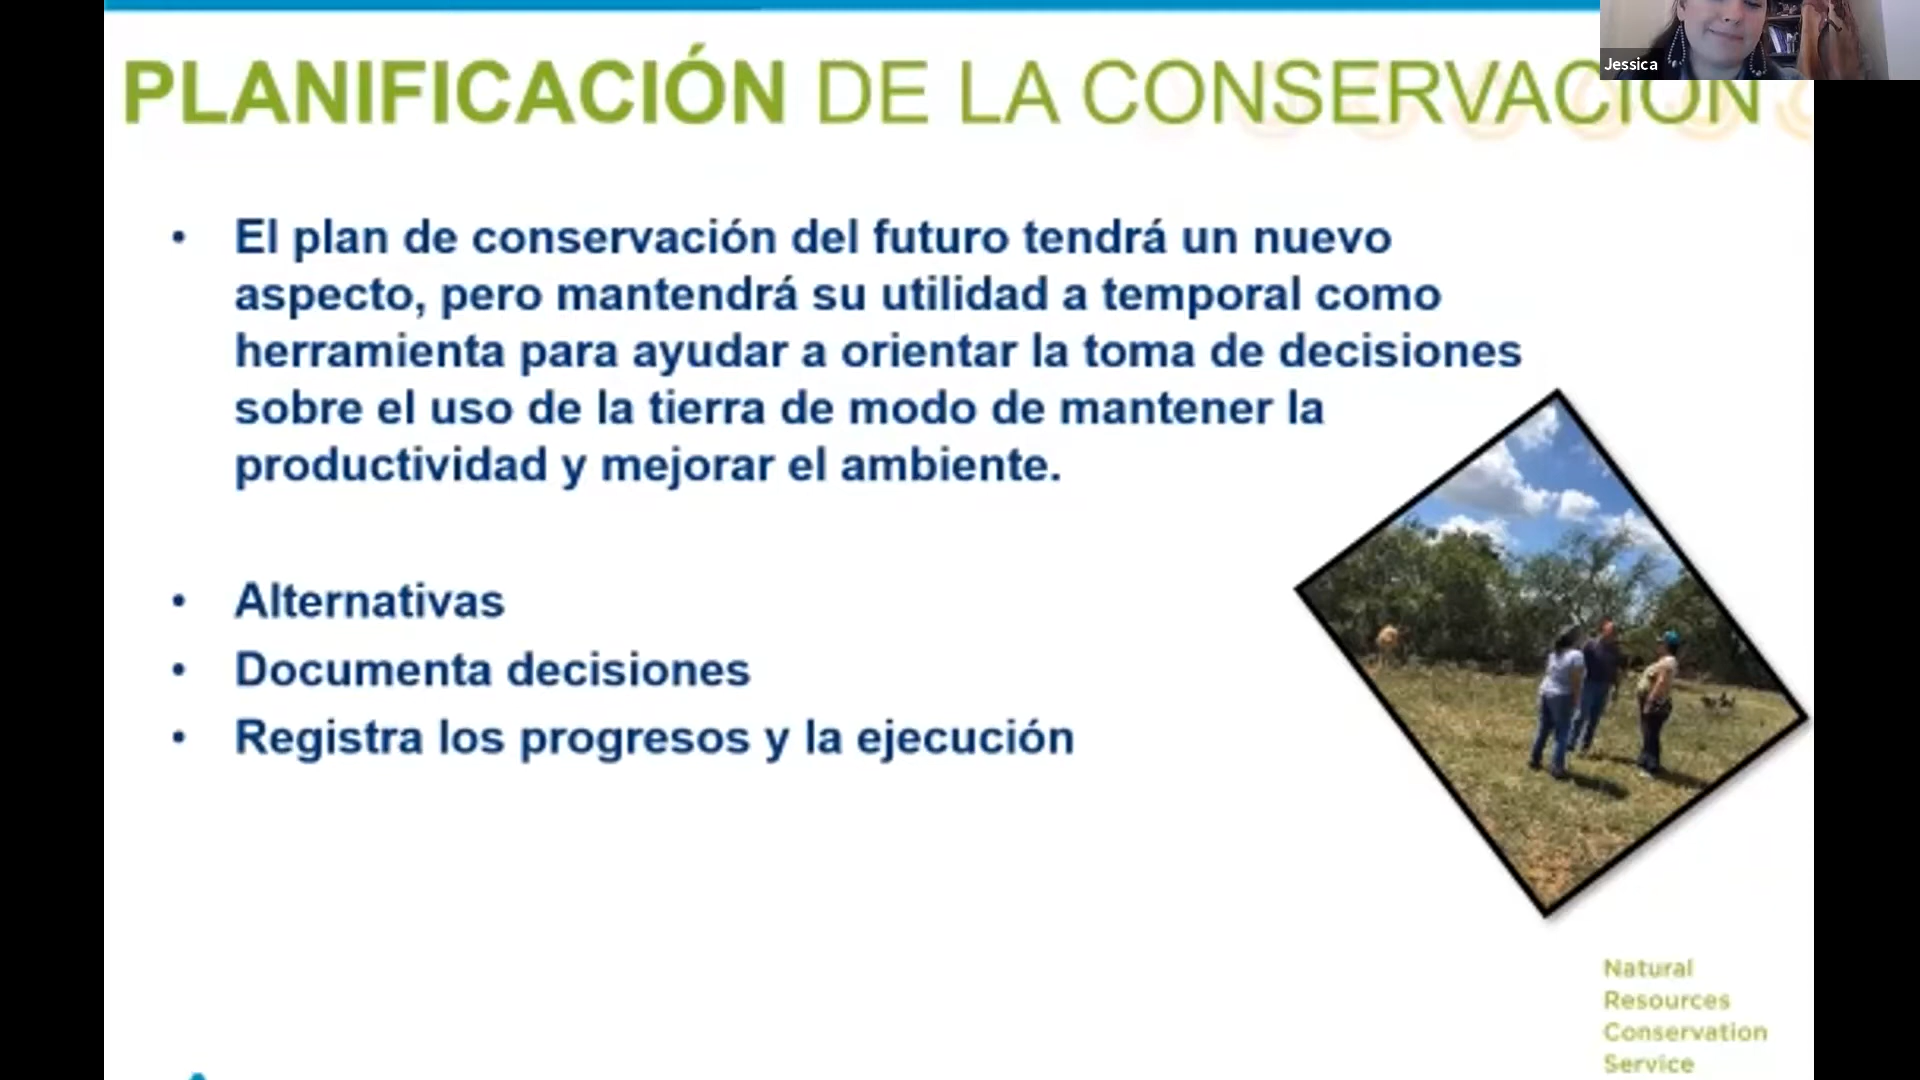 Jessica
PLANIFICACIÓN DE LA CONSERVACIÓN
• El plan de conservación del futuro tendrá un nuevo
aspecto, pero mantendrá su utilidad a temporal como
herramienta para ayudar a orientar la toma de decisiones
sobre el uso de la tierra de modo de mantener la
productividad y mejorar el ambiente.
• Alternativas
• Documenta decisiones
• Registra los progresos y la ejecución
Natural
Resources
Conservation
Service